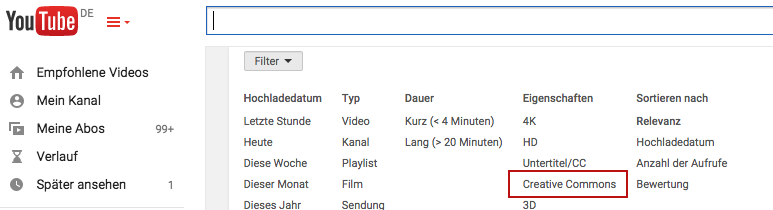 YouTube DE
Empfohlene Videos
Mein Kanal
Meine Abos 99+
Verlauf
Später ansehen 1
Filter
Hochladedatum Typ Dauer Eigenschaften Sortieren nach
Letzte Stunde Video Kurz (< 4 Minuten) 4K Relevanz
Heute Kanal Lang (> 20 Minuten) HD Hochladedatum
Diese Woche Playlist Untertitel/CC Anzahl der Aufrufe
Dieser Monat Film Creative Commons Bewertung
Dieses Jahr Sendung 3D